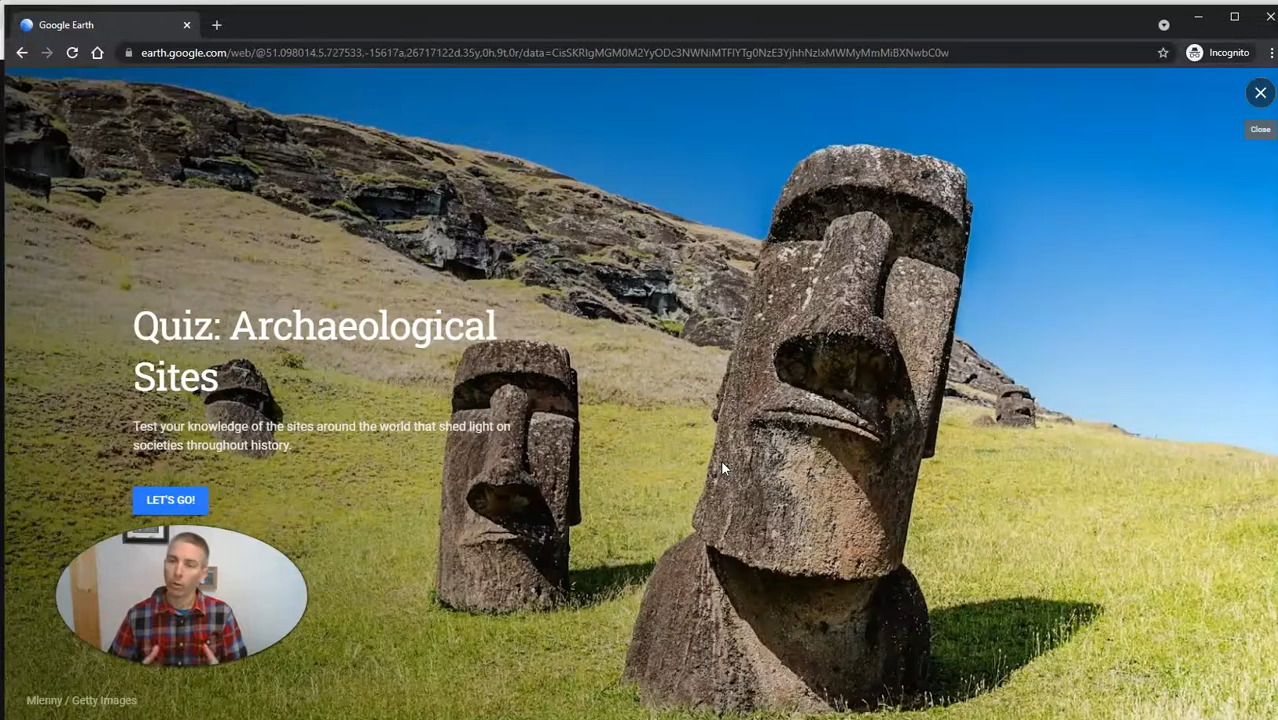 Google Earth
earth.google.com/web/@51.098014,5.727533,-15617a,26717122d,35y,0h,9t,0r/data=CisSKRIgMGM0M2YyODc3NWNiMTFlYTg0NzE3YjhhNzIxMWMyMmMiBXNwbC0w
Incognito
Close
Quiz: Archaeological
Sites
Test your knowledge of the sites around the world that shed light on
societies throughout history.
LET'S GO!
Mlenny / Getty Images